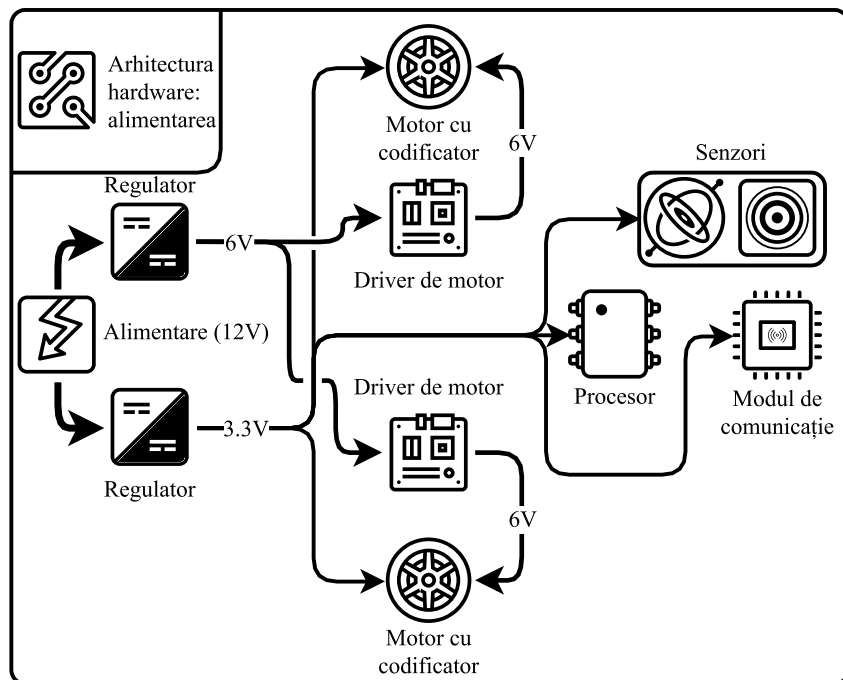 Arhitectura
hardware:
alimentarea
Motor cu
codificator
6V
Senzori
Regulator
6V
Driver de motor
Alimentare (12V)
Procesor
Modul de
comunicație
Driver de motor
3.3V
Regulator
6V
Motor cu
codificator